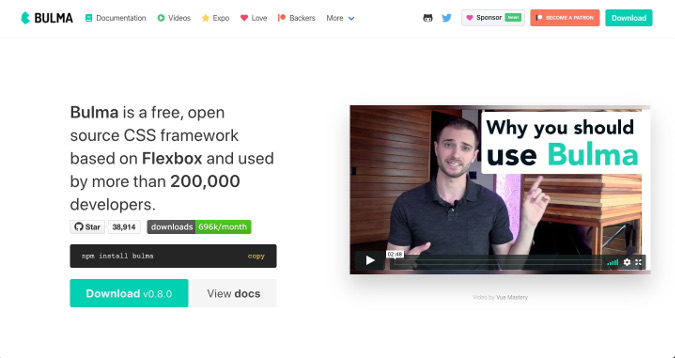 BULMA
Documentation
Videos
Expo
Love
Backers
More
Sponsor
New!
BECOME A PATRON
Download
Bulma is a free, open
source CSS framework
based on Flexbox and used
by more than 200,000
developers.
Star 38,914
downloads 696k/month
npm install bulma
copy
Download v0.8.0
View docs
Why you should
use Bulma
02:48
Video by Vue Mastery